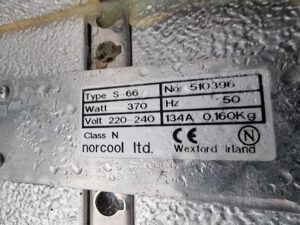 Type S 66 No 510396
Watt 370 Hz 50
Volt 220-240 134A 0,160Kg
Class N CE N
norcool ltd. Wexford Irland